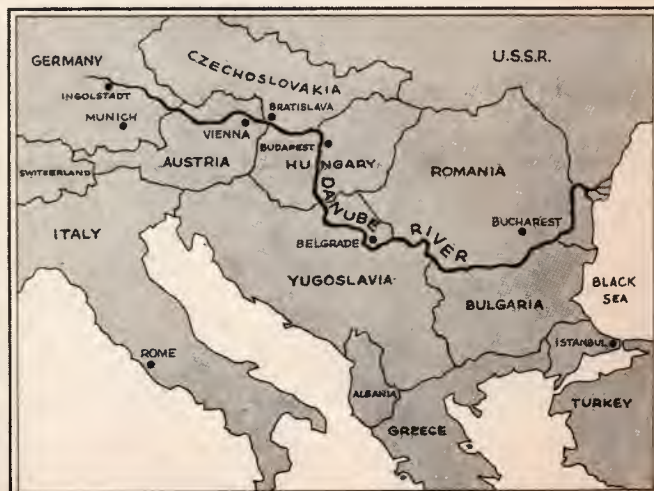 GERMANY
CZECHOSLOVAKIA
U.S.S.R.
INGOLSTADT
MUNICH
VIENNA
BRATISLAVA
BUDAPEST
HUNGARY
AUSTRIA
SWITZERLAND
ROMANIA
DANUBE RIVER
ITALY
BELGRADE
BUCHAREST
YUGOSLAVIA
BULGARIA
BLACK
SEA
ROME
ISTANBUL
ALBANIA
GREECE
TURKEY